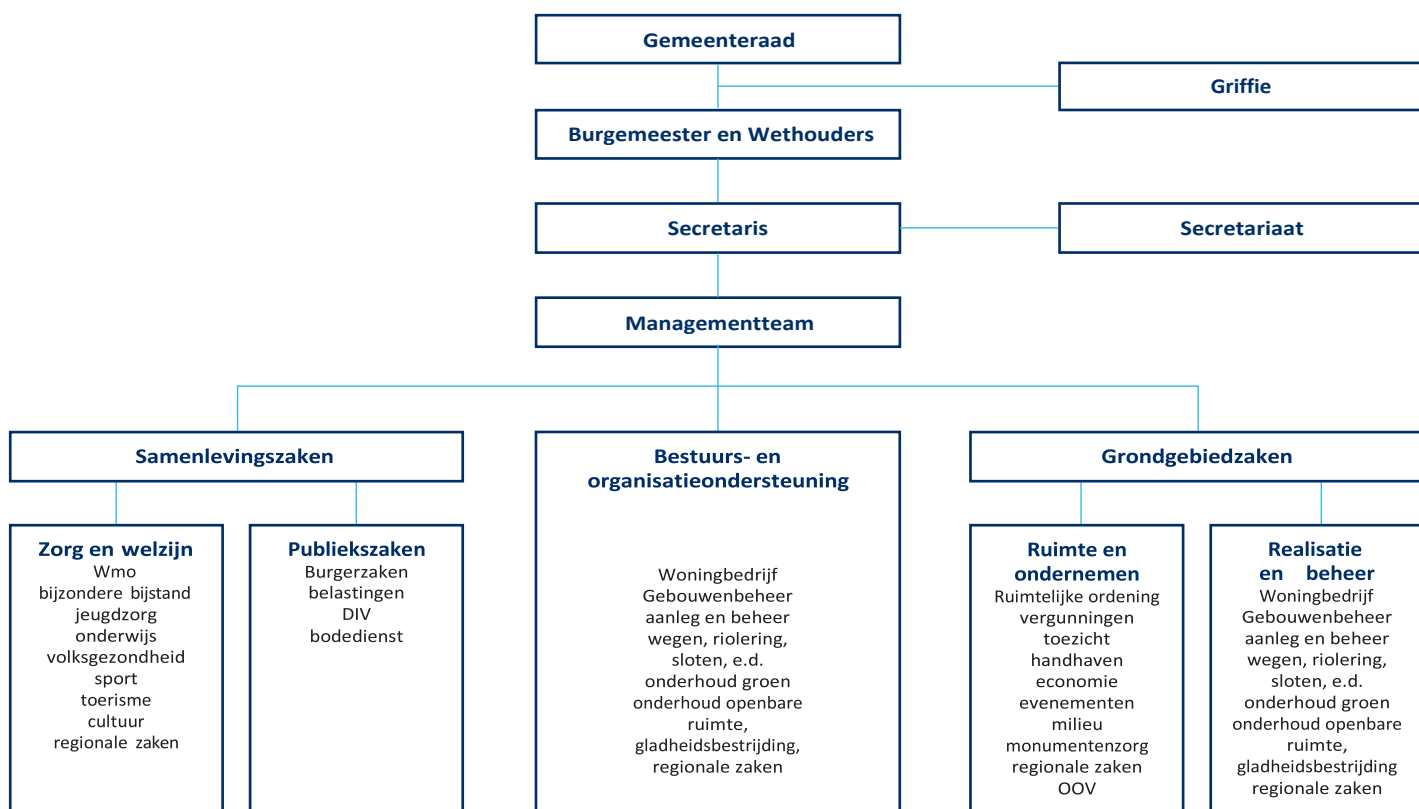 Gemeenteraad
Griffie
Burgemeester en Wethouders
Secretaris
Secretariaat
Managementteam
Samenlevingszaken
Zorg en welzijn
Wmo
bijzondere bijstand
jeugdzorg
onderwijs
volksgezondheid
sport
toerisme
cultuur
regionale zaken
Publiekszaken
Burgerzaken
belastingen
DIV
bodedienst
Bestuurs- en
organisatieondersteuning
Woningbedrijf
Gebouwenbeheer
aanleg en beheer
wegen, riolering,
sloten, e.d.
onderhoud groen
onderhoud openbare
ruimte,
gladheidsbestrijding,
regionale zaken
Grondgebiedzaken
Ruimte en
ondernemen
Ruimtelijke ordening
vergunningen
toezicht
handhaven
economie
evenementen
milieu
monumentenzorg
regionale zaken
OOV
Realisatie
en beheer
Woningbedrijf
Gebouwenbeheer
aanleg en beheer
wegen, riolering,
sloten, e.d.
onderhoud groen
onderhoud openbare
ruimte,
gladheidsbestrijding
regionale zaken